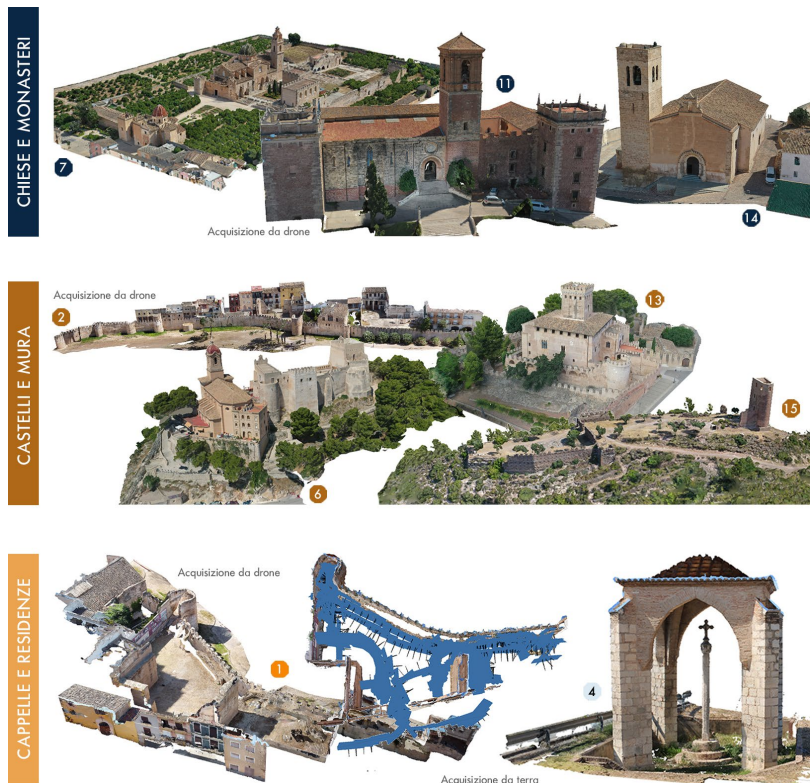 CHIESE E MONASTERI
11
7
14
Acquisizione da drone
CASTELLI E MURA
Acquisizione da drone
2
13
15
6
CAPPELLE E RESIDENZE
Acquisizione da drone
1
4
Acquisizione da terra